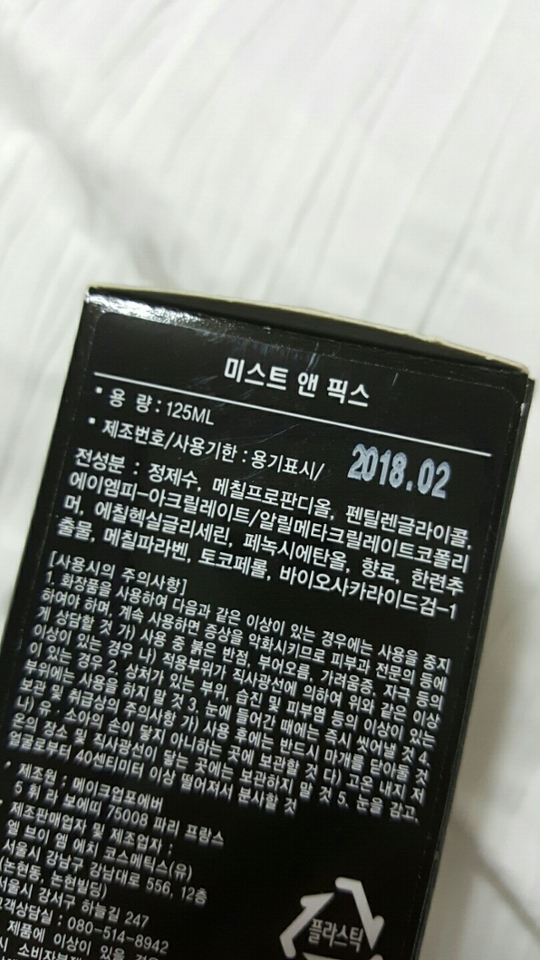 미스트 앤 픽스
▪ 용 량 : 125ML
▪ 제조번호/사용기한 : 용기표시/ 2018.02
전성분 : 정제수, 메칠프로판디올, 펜틸렌글라이콜,
에이엠피-아크릴레이트/알릴메타크릴레이트코폴리
머, 에칠헥실글리세린, 페녹시에탄올, 향료, 한련추
출물, 메칠파라벤, 토코페롤, 바이오사카라이드검-1
[사용시의 주의사항]
1. 화장품을 사용하여 다음과 같은 이상이 있는 경우에는 사용을 중지
하여야 하며, 계속 사용하면 증상을 악화시키므로 피부과 전문의 등에
게 상담할 것 가) 사용 중 붉은 반점, 부어오름, 가려움증, 자극 등의
이상이 있는 경우 나) 적용부위가 직사광선에 의하여 위와 같은 이상
이 있는 경우 2. 상처가 있는 부위, 습진 및 피부염 등의 이상이 있는
부위에는 사용을 하지 말 것 3. 눈에 들어간 때에는 즉시 씻어낼 것 4.
보관 및 취급상의 주의사항 가) 사용 후에는 반드시 마개를 닫아둘 것
나) 유·소아의 손이 닿지 아니하는 곳에 보관할 것 다) 고온 내지 저
온의 장소 및 직사광선이 닿는 곳에는 보관하지 말 것 5. 눈을 감고,
얼굴로부터 40센티미터 이상 떨어져서 분사할 것
▪ 제조원 : 메이크업포에버
5 휘 라 보에띠 75008 파리 프랑스
▪ 제조판매업자 및 제조업자 :
엘 브이 엠 에치 코스메틱스(유)
서울시 강남구 강남대로 556, 12층
(논현동, 논현빌딩)
서울시 강서구 하늘길 247
고객상담실 : 080-514-8942
제품에 이상이 있을 경우
소비자분쟁
플라스틱